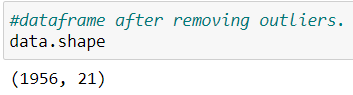 #dataframe after removing outliers.
data.shape
(1956, 21)